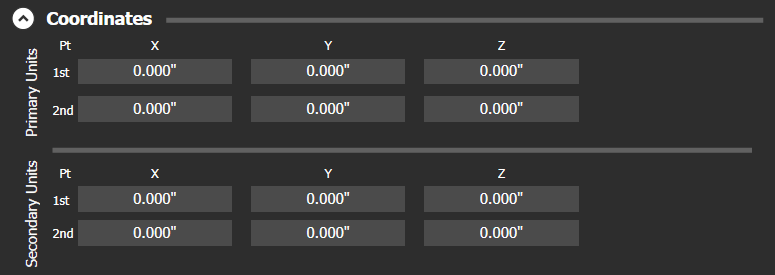 Coordinates
Primary Units
Pt X Y Z
1st 0.000" 0.000" 0.000"
2nd 0.000" 0.000" 0.000"
Secondary Units
Pt X Y Z
1st 0.000" 0.000" 0.000"
2nd 0.000" 0.000" 0.000"